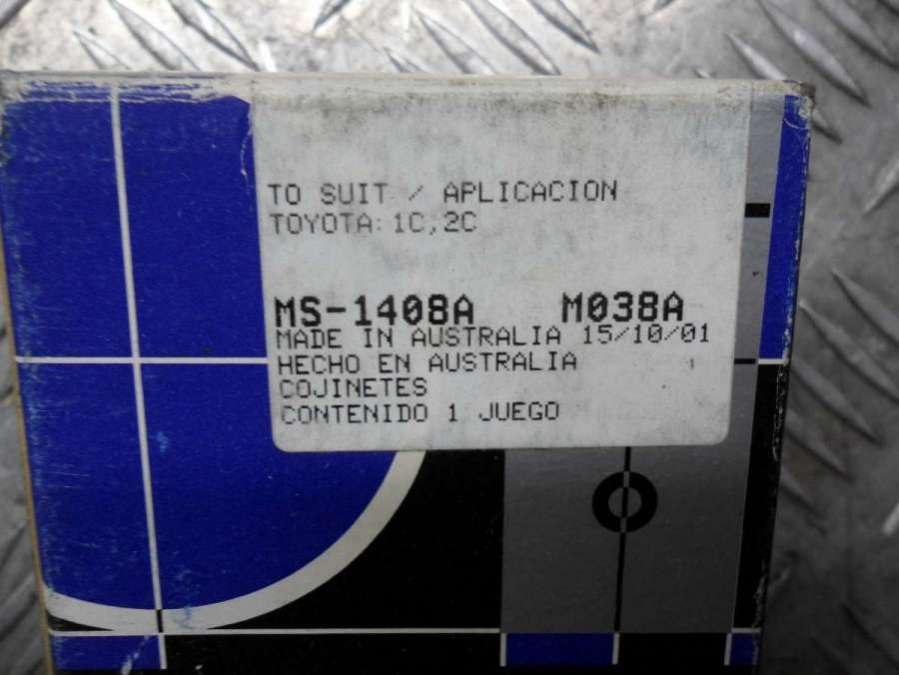 TO SUIT / APLICACION
TOYOTA: 1C,2C
MS-1408A M038A
MADE IN AUSTRALIA 15/10/01
HECHO EN AUSTRALIA
COJINETES
CONTENIDO 1 JUEGO